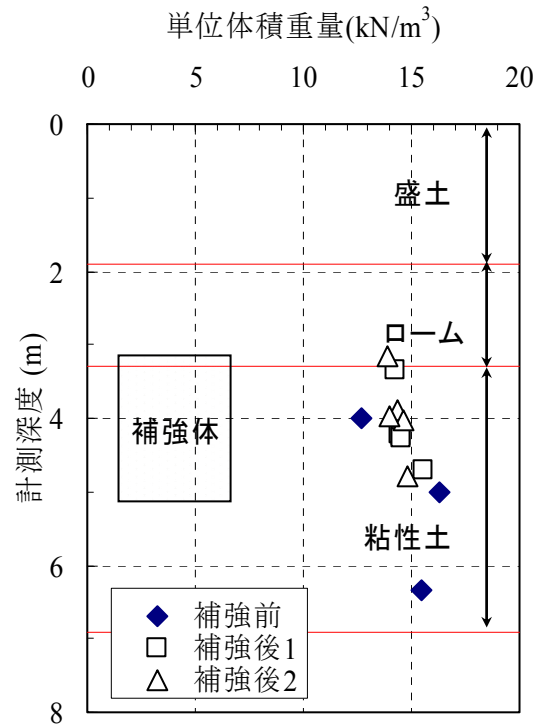 単位体積重量(kN/m³)
0 5 10 15 20
0
盛土
2
ローム
計測深度 (m)
4
補強体
粘性土
6
補強前
補強後1
補強後2
8